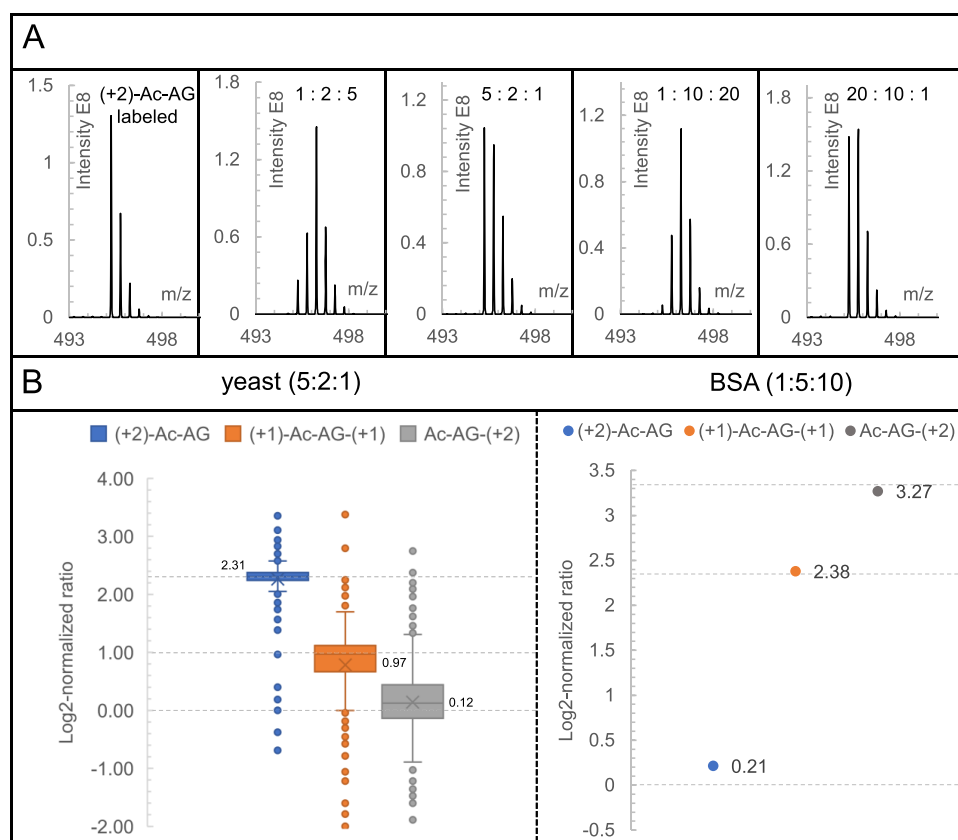 A
(+2)-Ac-AG
labeled
Intensity E8
1.5
1
0.5
0
m/z
493
498
1 : 2 : 5
Intensity E8
1.8
1.2
0.6
0
m/z
493
498
5 : 2 : 1
Intensity E8
1.2
0.8
0.4
0
m/z
493
498
1 : 10 : 20
Intensity E8
1.2
0.8
0.4
0
m/z
493
498
20 : 10 : 1
Intensity E8
1.8
1.2
0.6
0
m/z
493
498
B
yeast (5:2:1)
(+2)-Ac-AG
(+1)-Ac-AG-(+1)
Ac-AG-(+2)
Log2-normalized ratio
4.00
3.00
2.00
1.00
0.00
-1.00
-2.00
2.31
0.97
0.12
BSA (1:5:10)
(+2)-Ac-AG
(+1)-Ac-AG-(+1)
Ac-AG-(+2)
Log2-normalized ratio
3.5
3
2.5
2
1.5
1
0.5
0
-0.5
3.27
2.38
0.21